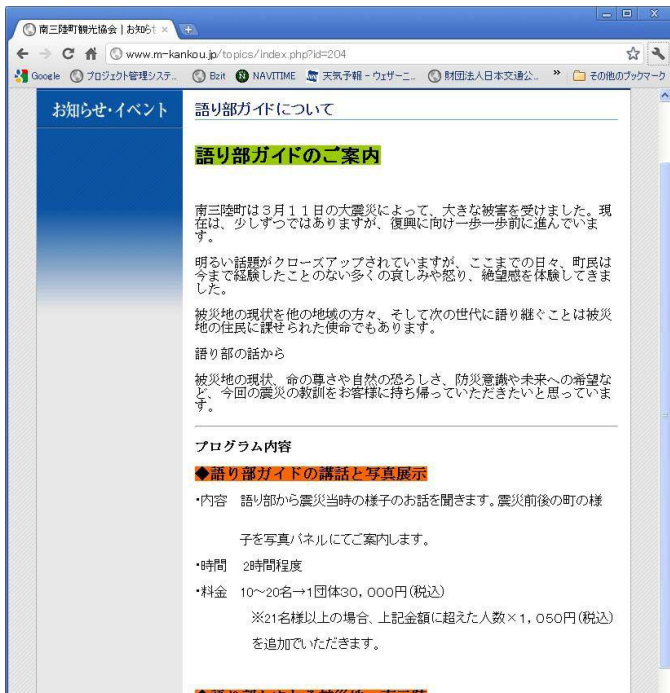 南三陸町観光協会 | お知らせ
www.m-kankou.jp/topics/index.php?id=204
Google プロジェクト管理システ.. Bzit NAVITIME 天気予報 - ウェザーニ.. 財団法人日本交通公.. » その他のブックマーク
お知らせ・イベント
語り部ガイドについて
語り部ガイドのご案内
南三陸町は３月１１日の大震災によって、大きな被害を受けました。現
在は、少しずつではありますが、復興に向け一歩一歩前に進んでいま
す。
明るい話題がクローズアップされていますが、ここまでの日々、町民は
今まで経験したことのない多くの哀しみや怒り、絶望感を体験してきま
した。
被災地の現状を他の地域の方々、そして次の世代に語り継ぐことは被災
地の住民に課せられた使命でもあります。
語り部の話から
被災地の現状、命の尊さや自然の恐ろしさ、防災意識や未来への希望な
ど、今回の震災の教訓をお客様に持ち帰っていただきたいと思っていま
す。
プログラム内容
◆語り部ガイドの講話と写真展示
・内容 語り部から震災当時の様子のお話を聞きます。震災前後の町の様
子を写真パネルにてご案内します。
・時間 2時間程度
・料金 10～20名→1団体30，000円(税込)
※21名様以上の場合、上記金額に超えた人数×1，050円(税込)
を追加でいただきます。